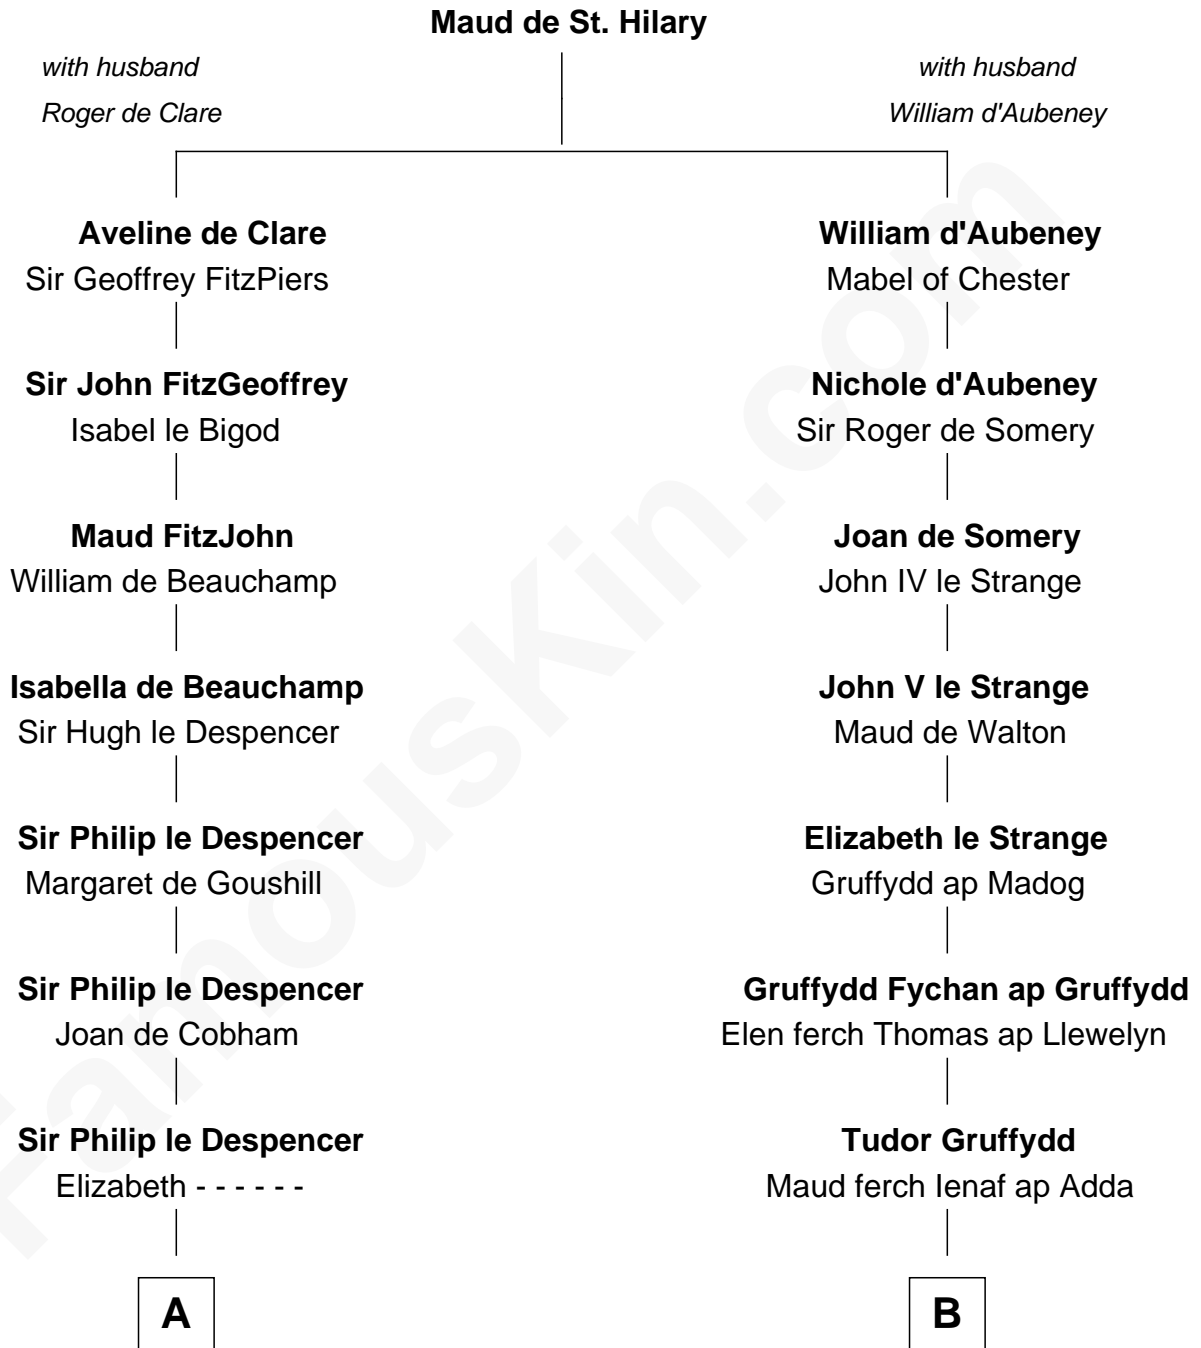 Maud de St. Hilary
with husband
Roger de Clare
with husband
William d'Aubeney
Aveline de Clare
Sir Geoffrey FitzPiers
William d'Aubeney
Mabel of Chester
Sir John FitzGeoffrey
Isabel le Bigod
Nichole d'Aubeney
Sir Roger de Somery
Maud FitzJohn
William de Beauchamp
Joan de Somery
John IV le Strange
Isabella de Beauchamp
Sir Hugh le Despencer
John V le Strange
Maud de Walton
Sir Philip le Despencer
Margaret de Goushill
Elizabeth le Strange
Gruffydd ap Madog
Sir Philip le Despencer
Joan de Cobham
Gruffydd Fychan ap Gruffydd
Elen ferch Thomas ap Llewelyn
Sir Philip le Despencer
Elizabeth - - - - - -
Tudor Gruffydd
Maud ferch Ienaf ap Adda
A
B
FamousKin.com